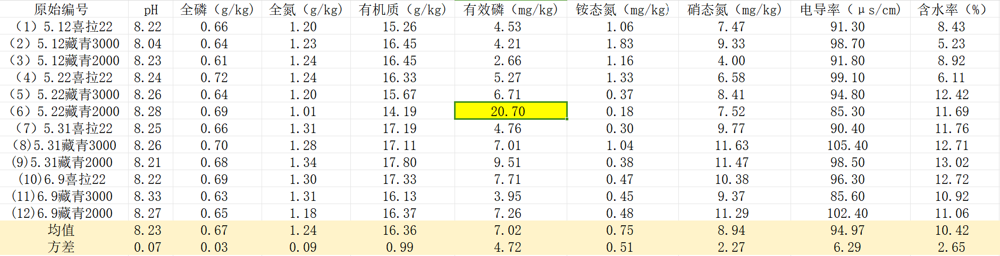 原始编号 pH 全磷（g/kg） 全氮（g/kg） 有机质（g/kg） 有效磷（mg/kg） 铵态氮（mg/kg） 硝态氮（mg/kg） 电导率（μs/cm） 含水率（%）
（1）5.12喜拉22 8.22 0.66 1.20 15.26 4.53 1.06 7.47 91.30 8.43
（2）5.12藏青3000 8.04 0.64 1.23 16.45 4.21 1.83 9.33 98.70 5.23
（3）5.12藏青2000 8.23 0.61 1.24 16.45 2.66 1.16 4.00 91.80 8.92
（4）5.22喜拉22 8.24 0.72 1.24 16.33 5.27 1.33 6.58 99.10 6.11
（5）5.22藏青3000 8.26 0.64 1.20 15.67 6.71 0.37 8.41 94.80 12.42
（6）5.22藏青2000 8.28 0.69 1.01 14.19 20.70 0.18 7.52 85.30 11.69
（7）5.31喜拉22 8.25 0.66 1.31 17.19 4.76 0.30 9.77 90.40 11.76
（8)5.31藏青3000 8.26 0.70 1.28 17.11 7.01 1.04 11.63 105.40 12.71
(9)5.31藏青2000 8.21 0.68 1.34 17.80 9.51 0.38 11.47 98.50 13.02
(10)6.9喜拉22 8.22 0.69 1.30 17.33 7.71 0.47 10.38 96.30 12.72
(11)6.9藏青3000 8.33 0.63 1.31 16.13 3.95 0.45 9.37 85.60 10.92
(12)6.9藏青2000 8.27 0.65 1.18 16.37 7.26 0.48 11.29 102.40 11.06
均值 8.23 0.67 1.24 16.36 7.02 0.75 8.94 94.97 10.42
方差 0.07 0.03 0.09 0.99 4.72 0.51 2.27 6.29 2.65